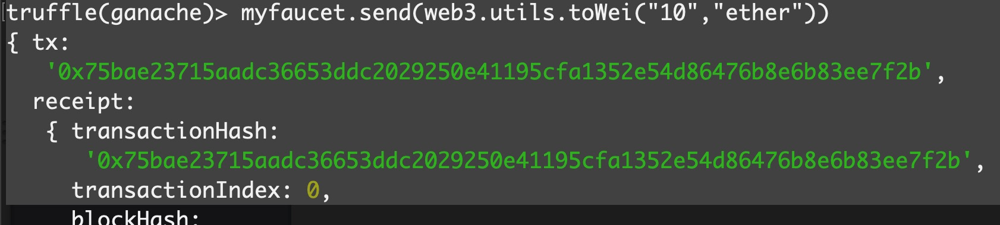 truffle(ganache)> myfaucet.send(web3.utils.toWei("10","ether"))
{ tx:
'0x75bae23715aadc36653ddc2029250e41195cfa1352e54d86476b8e6b83ee7f2b',
receipt:
{ transactionHash:
'0x75bae23715aadc36653ddc2029250e41195cfa1352e54d86476b8e6b83ee7f2b',
transactionIndex: 0,
blockHash: